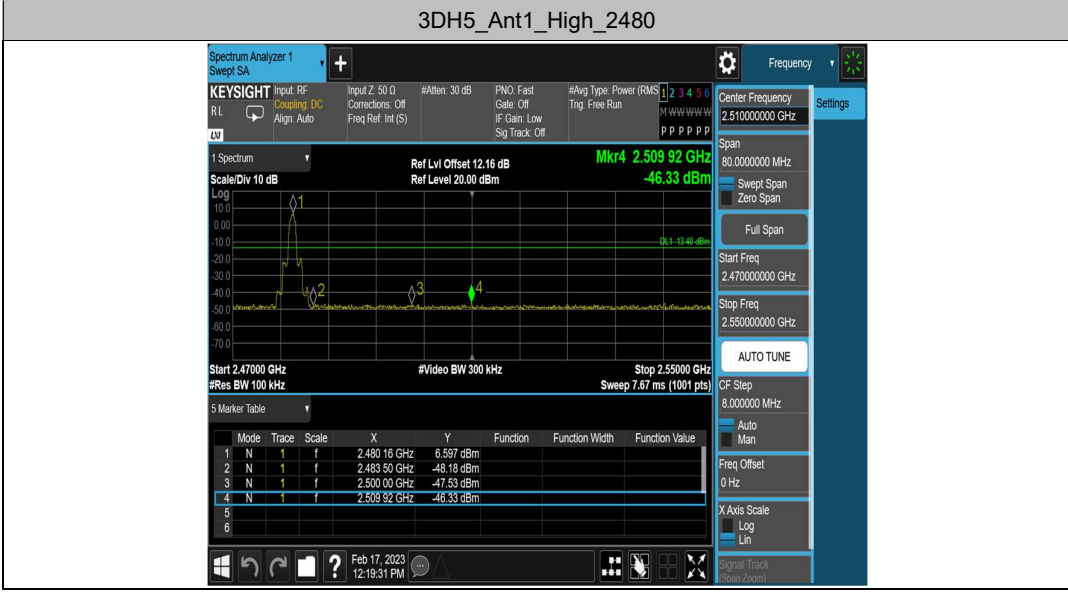 3DH5_Ant1_High_2480
Spectrum Analyzer 1
Swept SA
+
Frequency
KEYSIGHT
RL
LXI
Input: RF
Coupling: DC
Align: Auto
Input Z: 50 Ω
Corrections: Off
Freq Ref: Int (S)
#Atten: 30 dB
PNO: Fast
Gate: Off
IF Gain: Low
Sig Track: Off
#Avg Type: Power (RMS
Trig: Free Run
1 2 3 4 5 6
M W W W W W
P P P P P P
Center Frequency
2.510000000 GHz
Settings
Span
80.0000000 MHz
Swept Span
Zero Span
Full Span
Start Freq
2.470000000 GHz
Stop Freq
2.550000000 GHz
AUTO TUNE
CF Step
8.000000 MHz
Auto
Man
Freq Offset
0 Hz
X Axis Scale
Log
Lin
Signal Track
(Span Zoom)
1 Spectrum
Scale/Div 10 dB
Ref Lvl Offset 12.16 dB
Ref Level 20.00 dBm
Mkr4 2.509 92 GHz
-46.33 dBm
Log
10.0
0.00
-10.0
-20.0
-30.0
-40.0
-50.0
-60.0
-70.0
1
2
3
4
DL1 -13.40 dBm
Start 2.47000 GHz
#Res BW 100 kHz
#Video BW 300 kHz
Stop 2.55000 GHz
Sweep 7.67 ms (1001 pts)
5 Marker Table
Mode Trace Scale X Y Function Function Width Function Value
1 N 1 f 2.480 16 GHz 6.597 dBm
2 N 1 f 2.483 50 GHz -48.18 dBm
3 N 1 f 2.500 00 GHz -47.53 dBm
4 N 1 f 2.509 92 GHz -46.33 dBm
5
6
?
Feb 17, 2023
12:19:31 PM